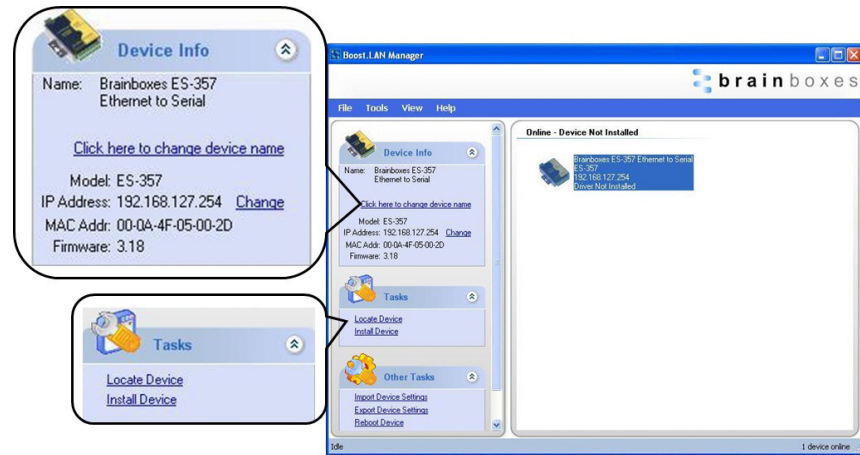 Device Info
Name: Brainboxes ES-357
Ethernet to Serial
Click here to change device name
Model: ES-357
IP Address: 192.168.127.254 Change
MAC Addr: 00-0A-4F-05-00-2D
Firmware: 3.18
Tasks
Locate Device
Install Device
Boost.LAN Manager
brainboxes
File Tools View Help
Device Info
Name: Brainboxes ES-357
Ethernet to Serial
Click here to change device name
Model: ES-357
IP Address: 192.168.127.254 Change
MAC Addr: 00-0A-4F-05-00-2D
Firmware: 3.18
Tasks
Locate Device
Install Device
Other Tasks
Import Device Settings
Export Device Settings
Reboot Device
Online - Device Not Installed
Brainboxes ES-357 Ethernet to Serial
ES-357
192.168.127.254
Driver Not Installed
Idle
1 device online